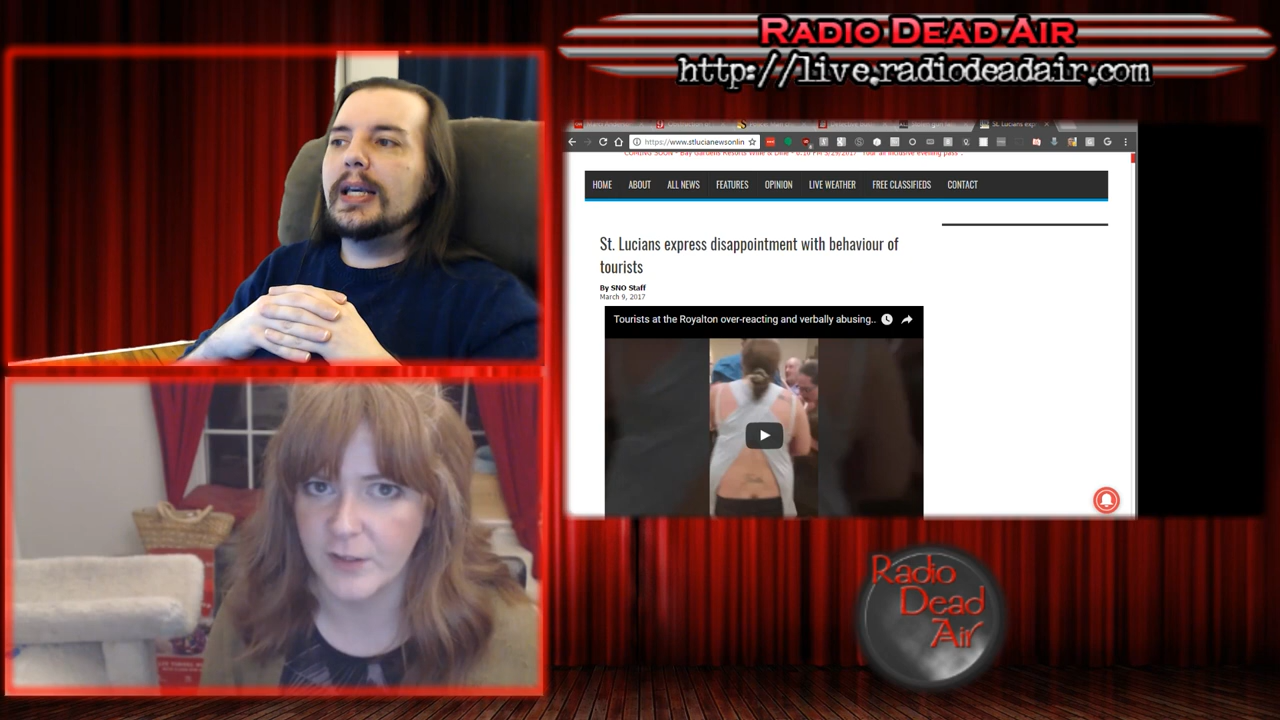 RADIO DEAD AIR
http://live.radiodeadair.com
https://www.stlucianewsonlin
HOME ABOUT ALL NEWS FEATURES OPINION LIVE WEATHER FREE CLASSIFIEDS CONTACT
St. Lucians express disappointment with behaviour of
tourists
By SNO Staff
March 9, 2017
Tourists at the Royalton over-reacting and verbally abusing..
Radio
Dead
Air